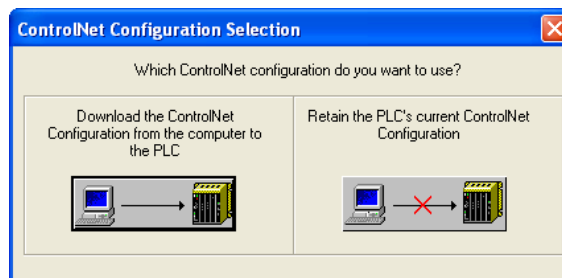 ControlNet Configuration Selection
Which ControlNet configuration do you want to use?
Download the ControlNet
Configuration from the computer to
the PLC
Retain the PLC's current ControlNet
Configuration